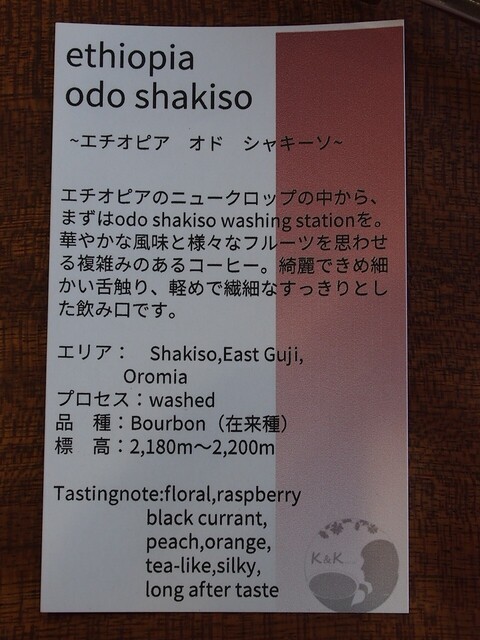 ethiopia
odo shakiso
~エチオピア　オド　シャキーソ~
エチオピアのニュークロップの中から、
まずはodo shakiso washing stationを。
華やかな風味と様々なフルーツを思わせ
る複雑みのあるコーヒー。綺麗できめ細
かい舌触り、軽めで繊細なすっきりとし
た飲み口です。
エリア：　Shakiso,East Guji,
Oromia
プロセス：washed
品　種：Bourbon（在来種）
標　高：2,180m～2,200m
Tastingnote:floral,raspberry
black currant,
peach,orange,
tea-like,silky,
long after taste
K&K